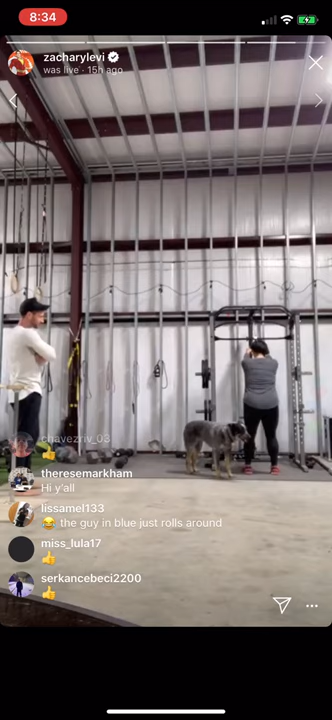 8:34
zacharylevi
was live · 15h ago
chavezriv_03
👍
theresemarkham
Hi y'all
lissamel133
😂 the guy in blue just rolls around
miss_lula17
👍
serkancebeci2200
👍